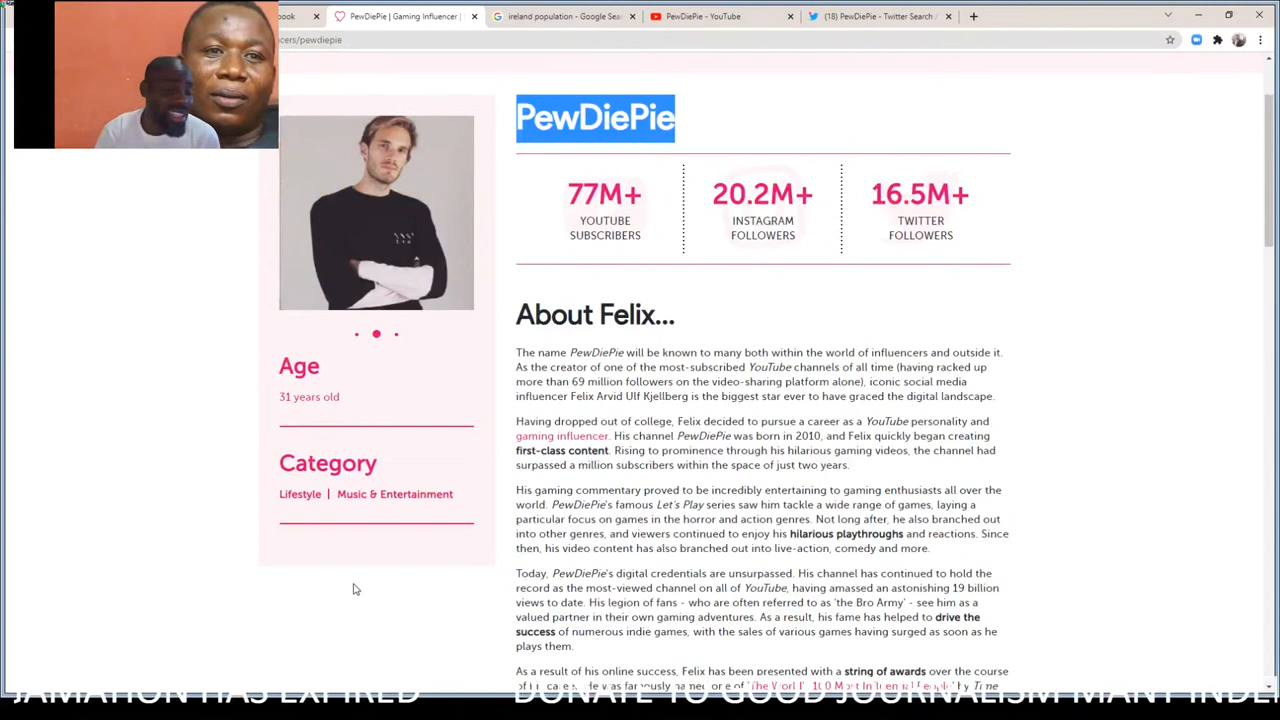 ook
PewDiePie | Gaming Influencer |
ireland population - Google Sea
PewDiePie - YouTube
(18) PewDiePie - Twitter Search /
cers/pewdiepie
PewDiePie
77M+
YOUTUBE
SUBSCRIBERS
20.2M+
INSTAGRAM
FOLLOWERS
16.5M+
TWITTER
FOLLOWERS
Age
31 years old
Category
Lifestyle | Music & Entertainment
About Felix...
The name PewDiePie will be known to many both within the world of influencers and outside it.
As the creator of one of the most-subscribed YouTube channels of all time (having racked up
more than 69 million followers on the video-sharing platform alone), iconic social media
influencer Felix Arvid Ulf Kjellberg is the biggest star ever to have graced the digital landscape.
Having dropped out of college, Felix decided to pursue a career as a YouTube personality and
gaming influencer. His channel PewDiePie was born in 2010, and Felix quickly began creating
first-class content. Rising to prominence through his hilarious gaming videos, the channel had
surpassed a million subscribers within the space of just two years.
His gaming commentary proved to be incredibly entertaining to gaming enthusiasts all over the
world. PewDiePie's famous Let's Play series saw him tackle a wide range of games, laying a
particular focus on games in the horror and action genres. Not long after, he also branched out
into other genres, and viewers continued to enjoy his hilarious playthroughs and reactions. Since
then, his video content has also branched out into live-action, comedy and more.
Today, PewDiePie's digital credentials are unsurpassed. His channel has continued to hold the
record as the most-viewed channel on all of YouTube, having amassed an astonishing 19 billion
views to date. His legion of fans - who are often referred to as 'the Bro Army' - see him as a
valued partner in their own gaming adventures. As a result, his fame has helped to drive the
success of numerous indie games, with the sales of various games having surged as soon as he
plays them.
As a result of his online success, Felix has been presented with a string of awards over the course
by Time
JAMATION HAS EXPIRED DONATE TO GOOD JOURNALISM MANY INDE